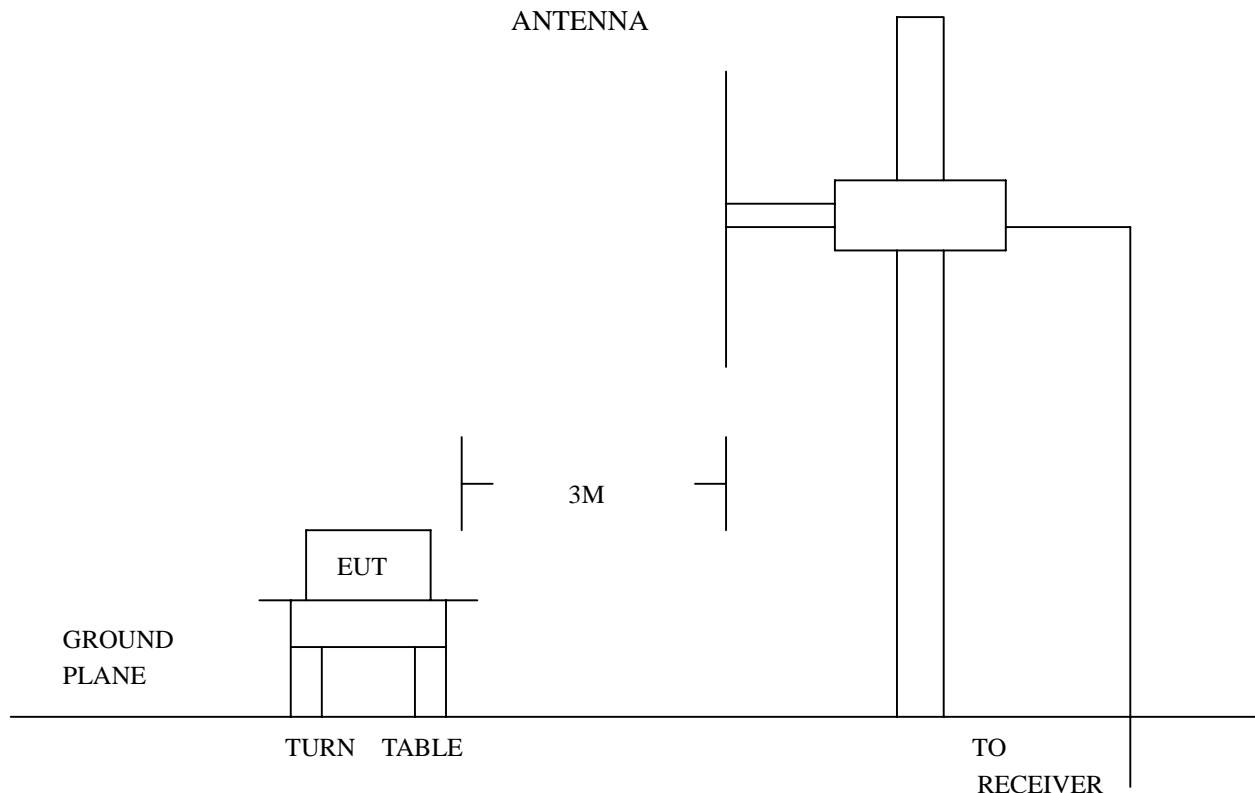 ANTENNA
3M
EUT
GROUND
PLANE
TURN TABLE
TO
RECEIVER